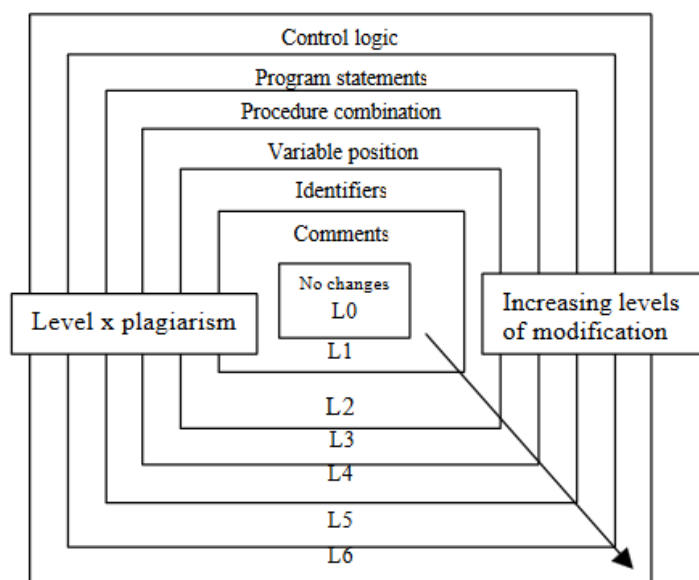 Control logic
Program statements
Procedure combination
Variable position
Identifiers
Comments
No changes
L0
Level x plagiarism
Increasing levels
of modification
L1
L2
L3
L4
L5
L6